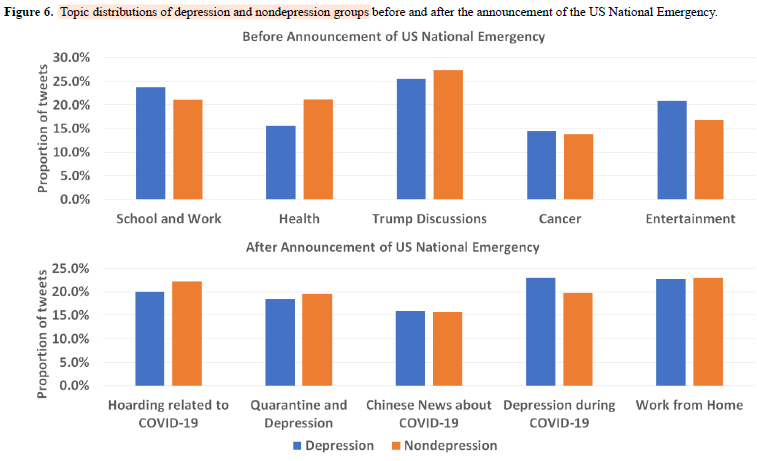 Figure 6. Topic distributions of depression and nondepression groups before and after the announcement of the US National Emergency.
Before Announcement of US National Emergency
Proportion of tweets
30.0%
25.0%
20.0%
15.0%
10.0%
5.0%
0.0%
School and Work Health Trump Discussions Cancer Entertainment
After Announcement of US National Emergency
Proportion of tweets
25.0%
20.0%
15.0%
10.0%
5.0%
0.0%
Hoarding related to Quarantine and Chinese News about Depression during Work from Home
COVID-19 Depression COVID-19 COVID-19
Depression Nondepression